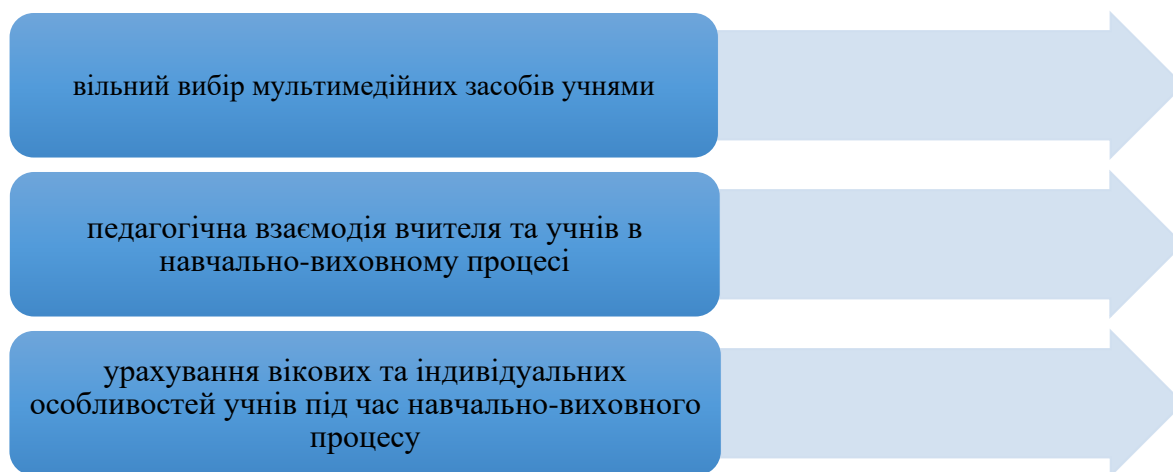 вільний вибір мультимедійних засобів учнями
педагогічна взаємодія вчителя та учнів в
навчально-виховному процесі
урахування вікових та індивідуальних
особливостей учнів під час навчально-виховного
процесу